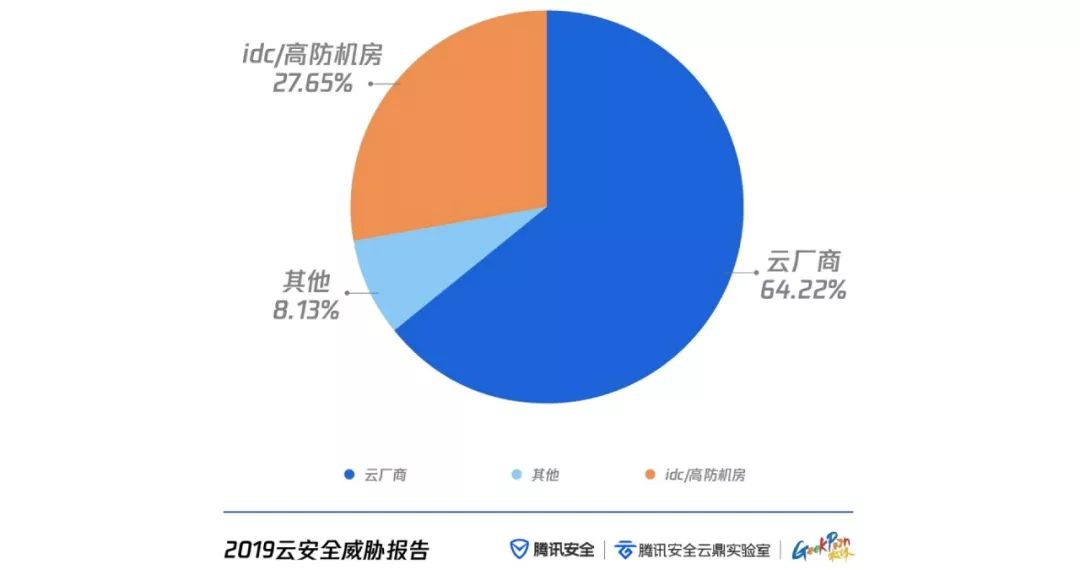 idc/高防机房
27.65%
其他
8.13%
云厂商
64.22%
云厂商
其他
idc/高防机房
2019云安全威胁报告
腾讯安全
腾讯安全云鼎实验室
GeekPwn